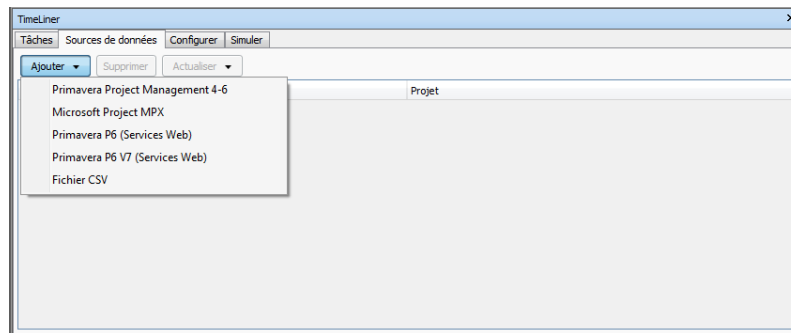 TimeLiner
Tâches Sources de données Configurer Simuler
Ajouter Supprimer Actualiser
Projet
Primavera Project Management 4-6
Microsoft Project MPX
Primavera P6 (Services Web)
Primavera P6 V7 (Services Web)
Fichier CSV